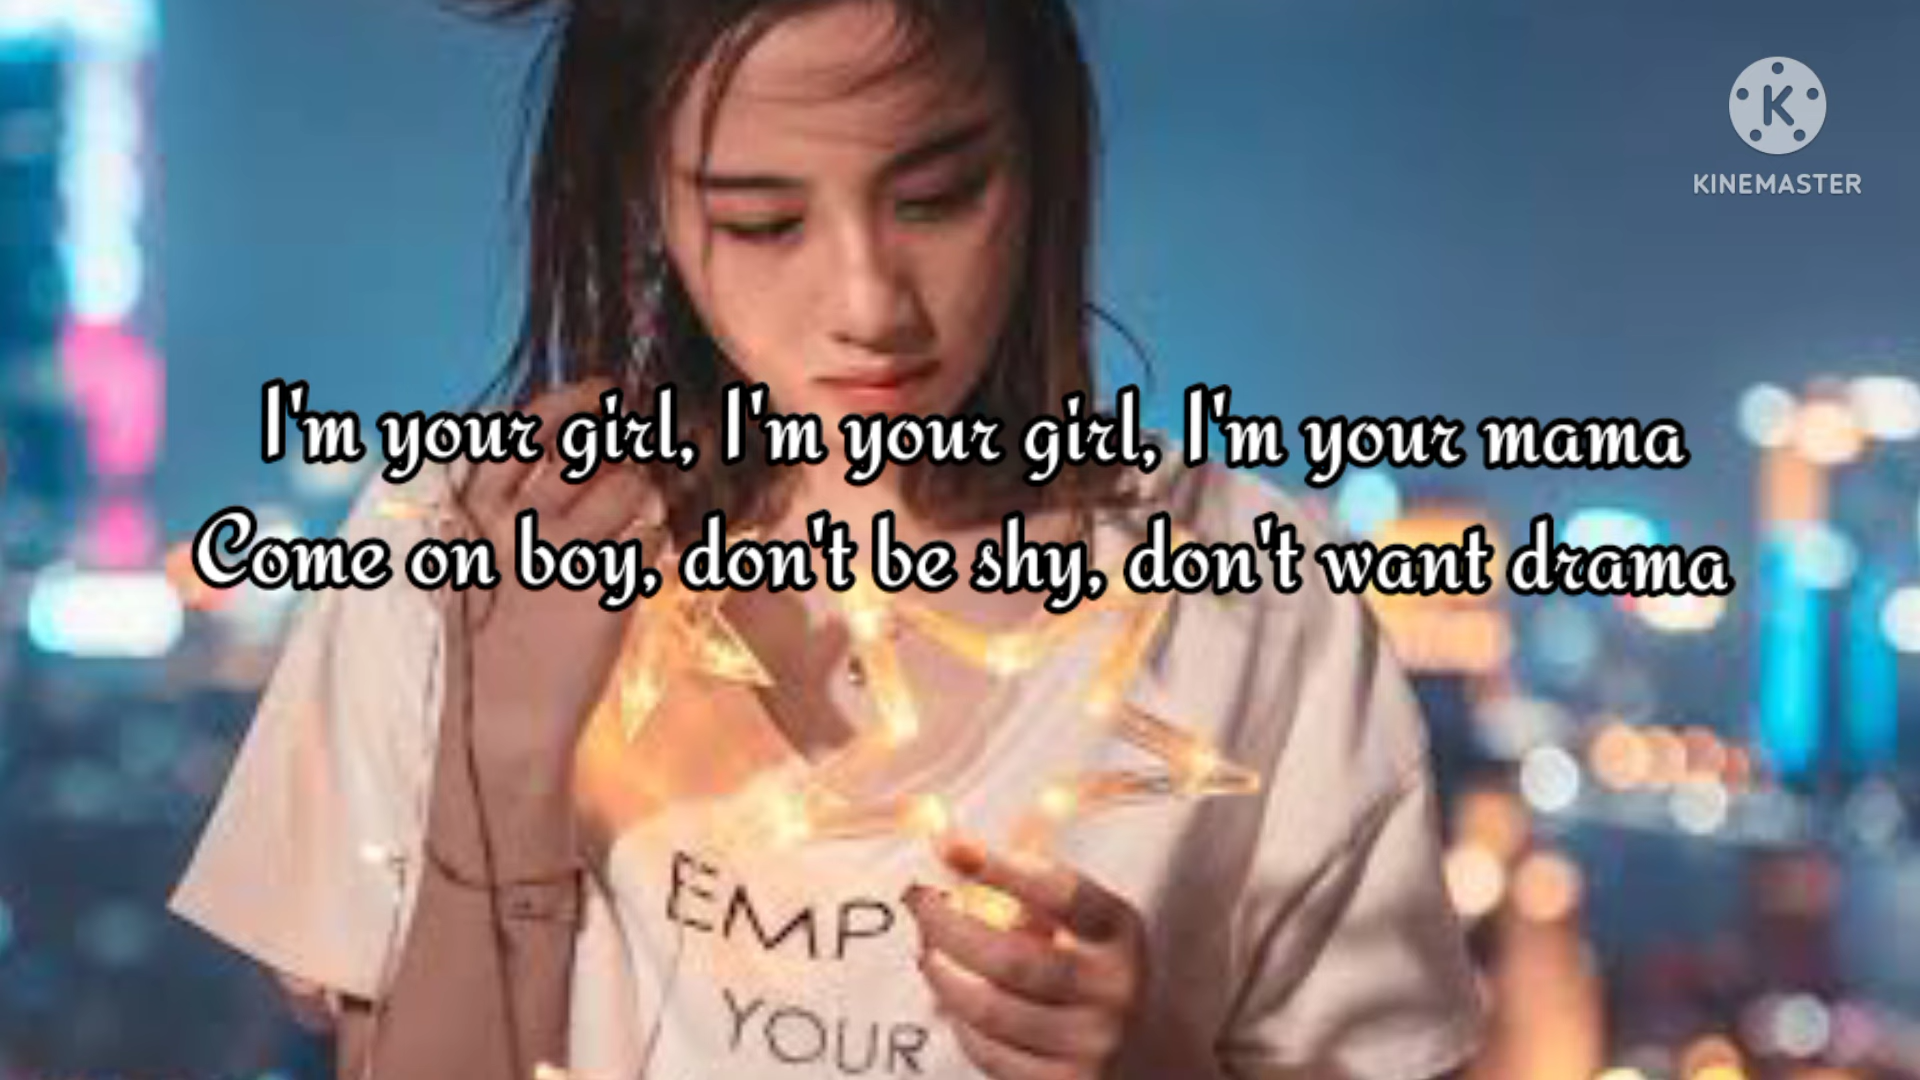 K
KINEMASTER
I'm your girl, I'm your girl, I'm your mama
Come on boy, don't be shy, don't want drama
EMP
YOUR